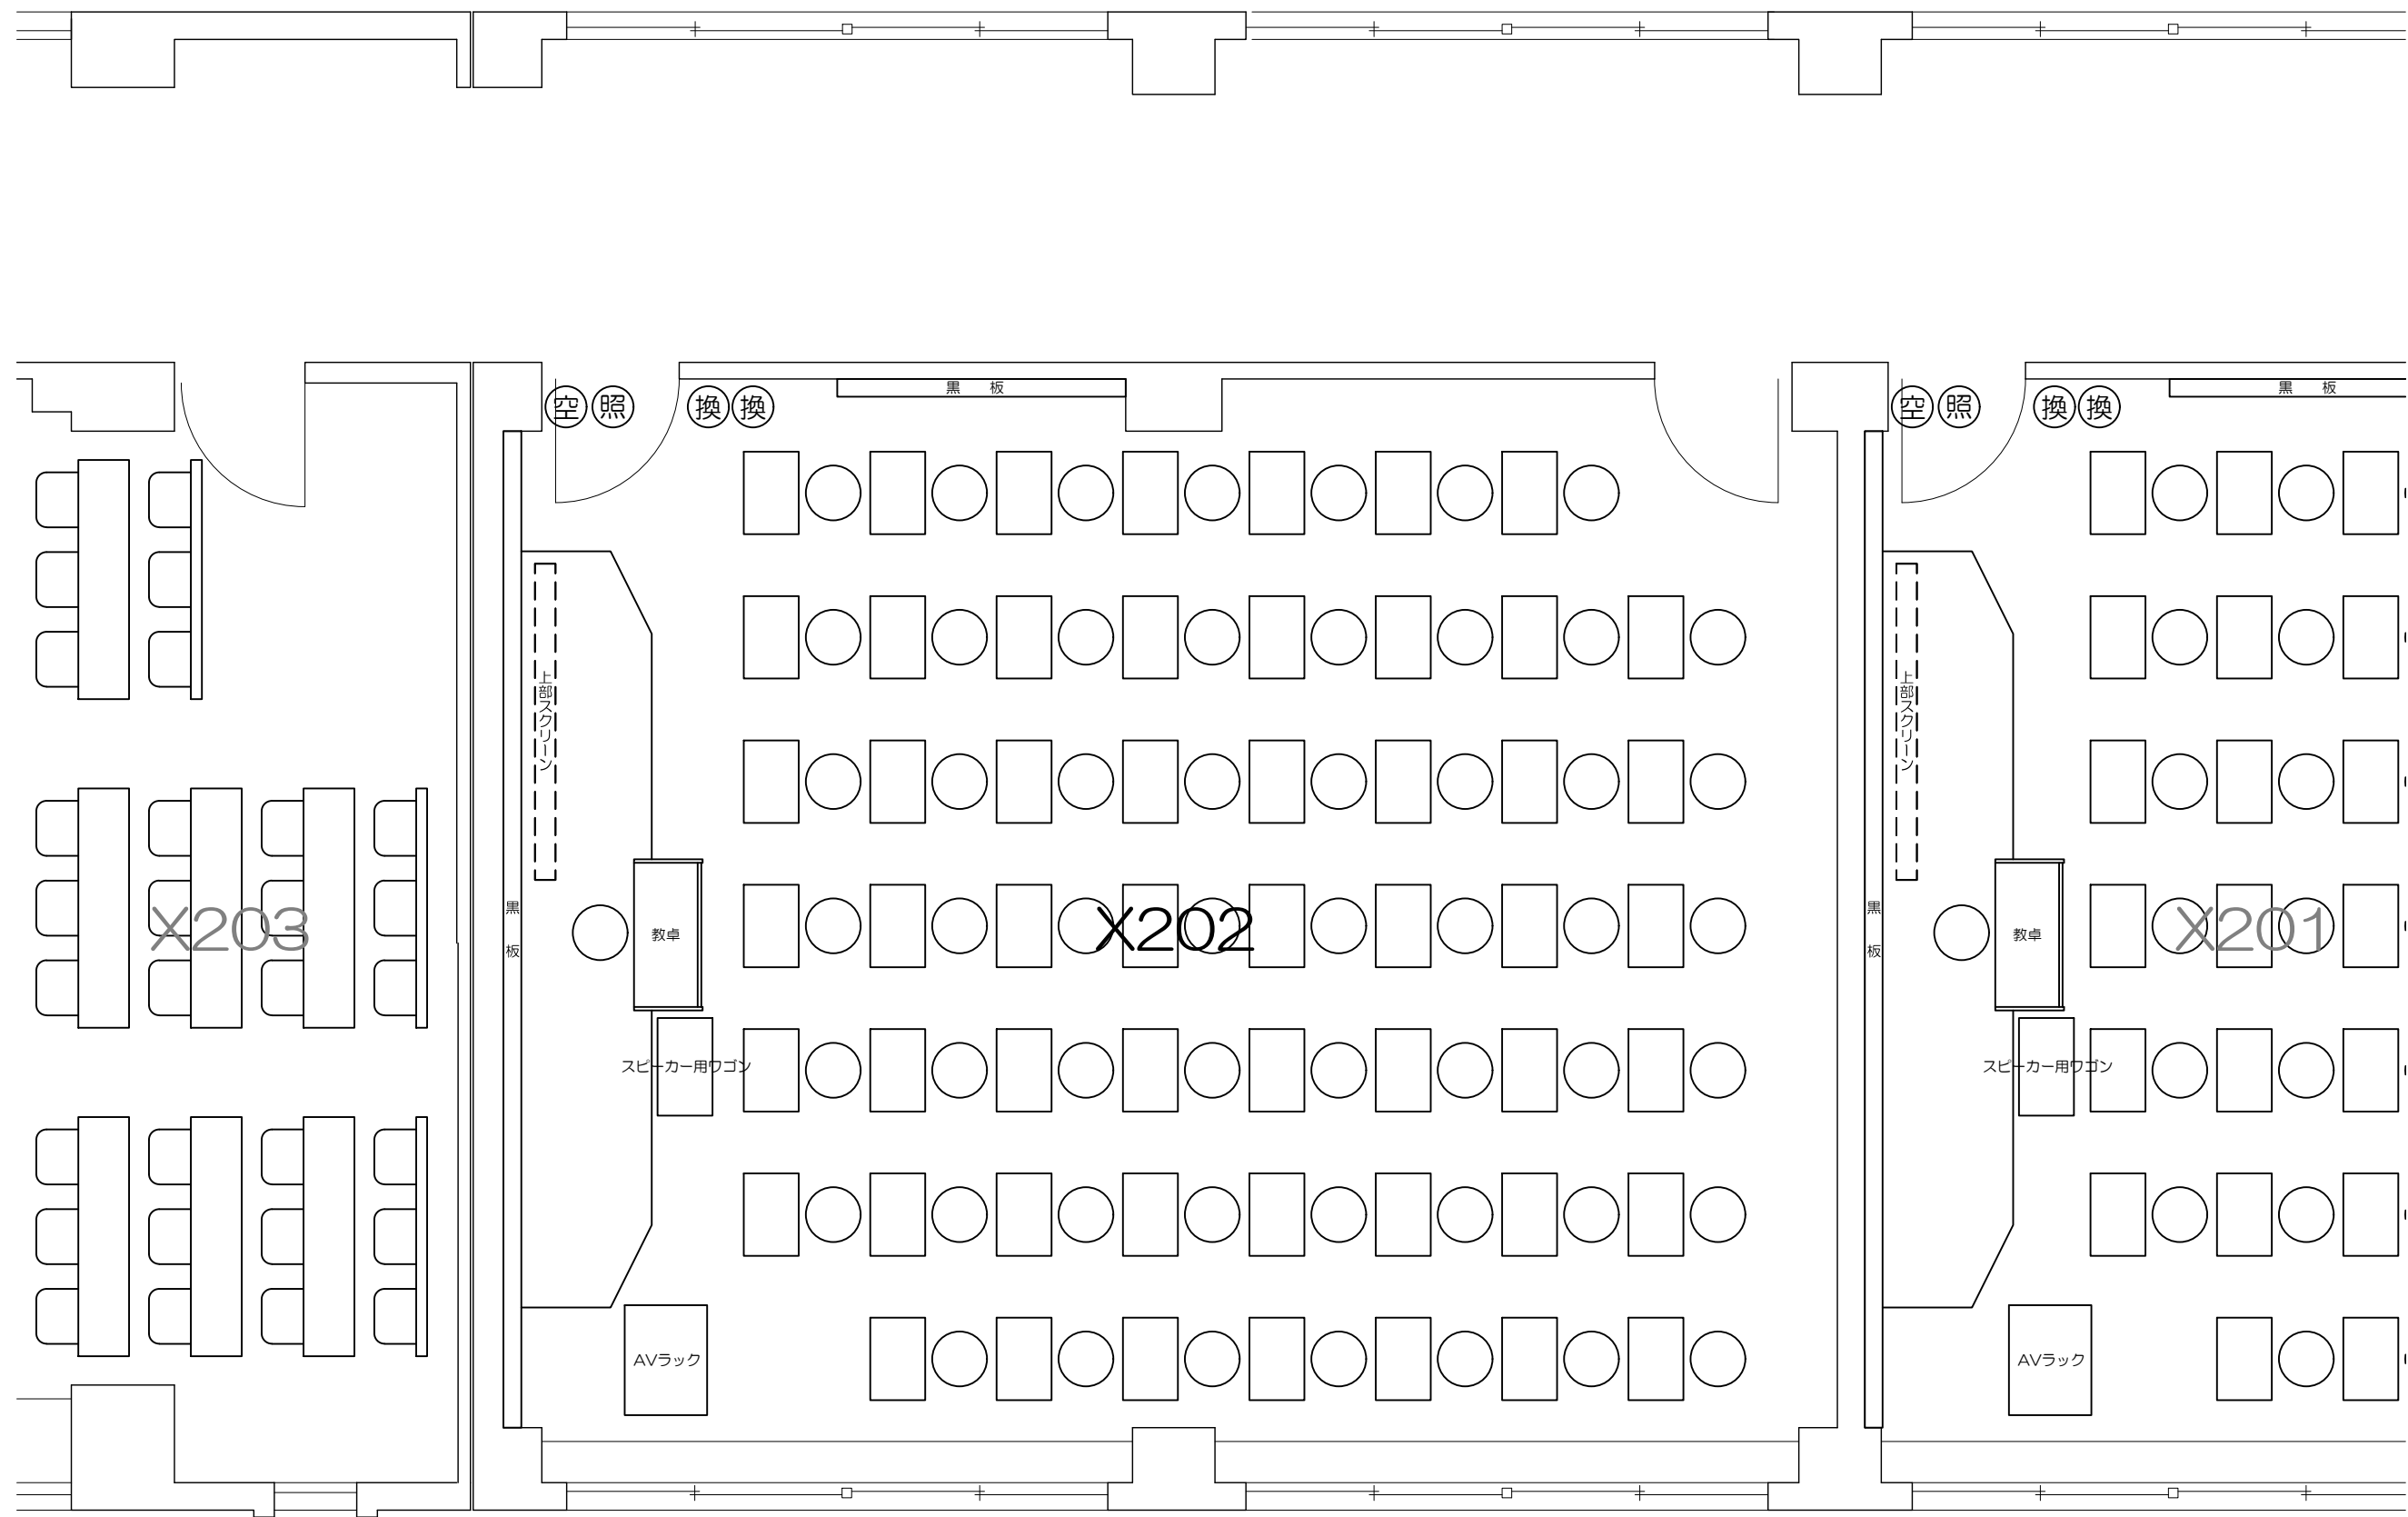 空 照 換 換
黒 板
空 照 換 換
黒 板
上部スクリーン
上部スクリーン
黒 板
教卓
黒 板
教卓
X203
X202
X201
スピーカー用ワゴン
スピーカー用ワゴン
AVラック
AVラック